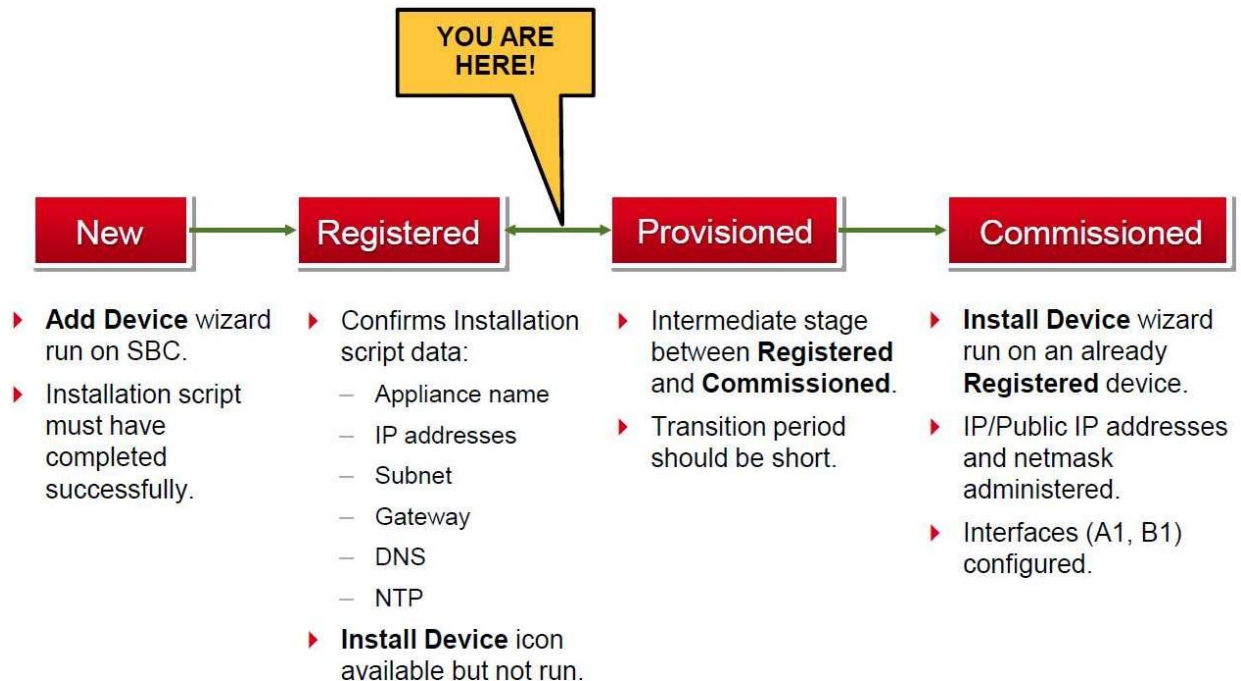 YOU ARE
HERE!
New
Registered
Provisioned
Commissioned
Add Device wizard
run on SBC.
Installation script
must have
completed
successfully.
Confirms Installation
script data:
– Appliance name
– IP addresses
– Subnet
– Gateway
– DNS
– NTP
Install Device icon
available but not run.
Intermediate stage
between Registered
and Commissioned.
Transition period
should be short.
Install Device wizard
run on an already
Registered device.
IP/Public IP addresses
and netmask
administered.
Interfaces (A1, B1)
configured.